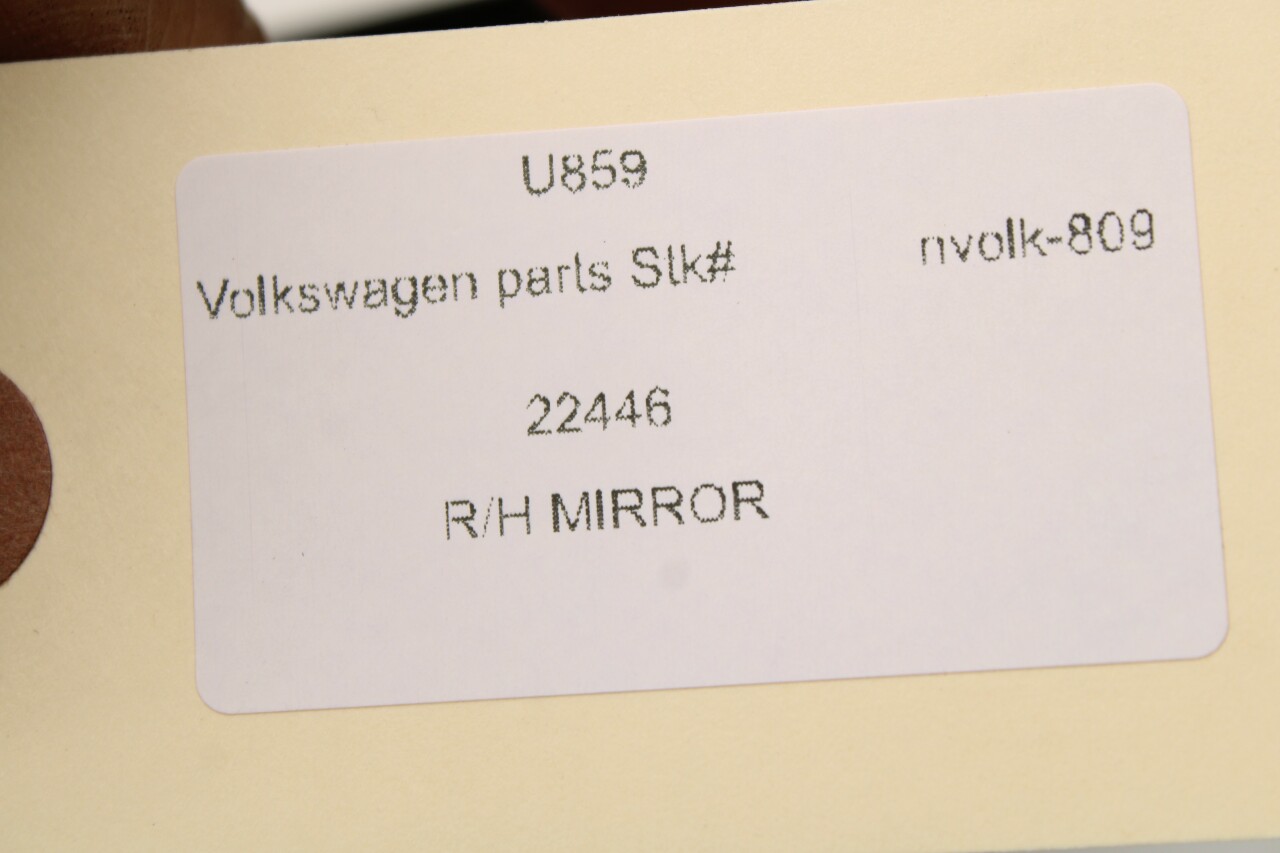 U859
Volkswagen parts Stk# nvolk-809
22446
R/H MIRROR